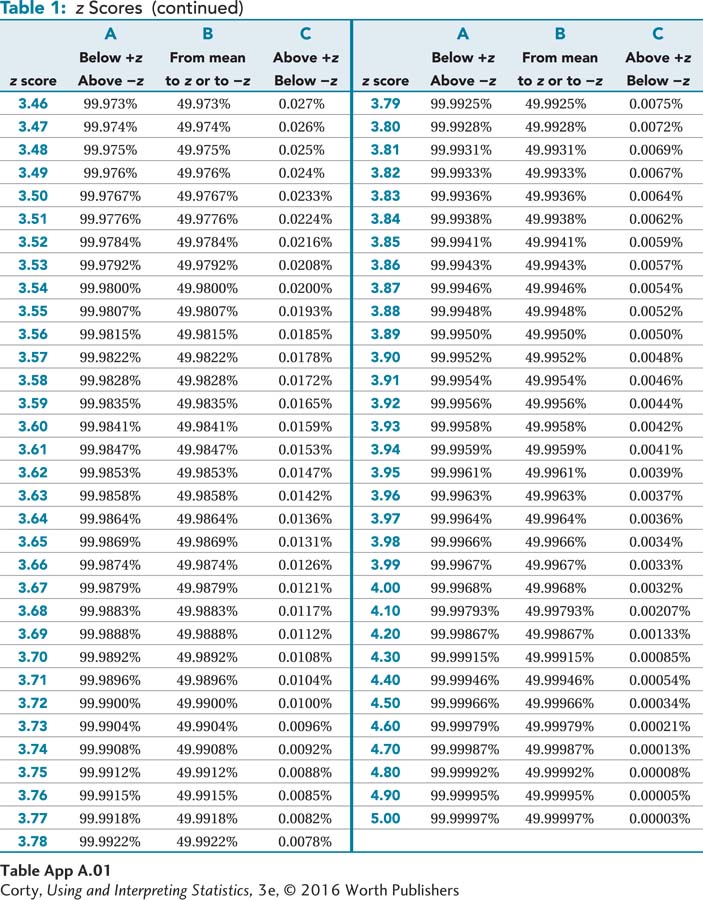 Table 1: z Scores (continued)
A B C A B C
Below +z From mean Above +z Below +z From mean Above +z
z score Above −z to z or to −z Below −z z score Above −z to z or to −z Below −z
3.46 99.973% 49.973% 0.027% 3.79 99.9925% 49.9925% 0.0075%
3.47 99.974% 49.974% 0.026% 3.80 99.9928% 49.9928% 0.0072%
3.48 99.975% 49.975% 0.025% 3.81 99.9931% 49.9931% 0.0069%
3.49 99.976% 49.976% 0.024% 3.82 99.9933% 49.9933% 0.0067%
3.50 99.9767% 49.9767% 0.0233% 3.83 99.9936% 49.9936% 0.0064%
3.51 99.9776% 49.9776% 0.0224% 3.84 99.9938% 49.9938% 0.0062%
3.52 99.9784% 49.9784% 0.0216% 3.85 99.9941% 49.9941% 0.0059%
3.53 99.9792% 49.9792% 0.0208% 3.86 99.9943% 49.9943% 0.0057%
3.54 99.9800% 49.9800% 0.0200% 3.87 99.9946% 49.9946% 0.0054%
3.55 99.9807% 49.9807% 0.0193% 3.88 99.9948% 49.9948% 0.0052%
3.56 99.9815% 49.9815% 0.0185% 3.89 99.9950% 49.9950% 0.0050%
3.57 99.9822% 49.9822% 0.0178% 3.90 99.9952% 49.9952% 0.0048%
3.58 99.9828% 49.9828% 0.0172% 3.91 99.9954% 49.9954% 0.0046%
3.59 99.9835% 49.9835% 0.0165% 3.92 99.9956% 49.9956% 0.0044%
3.60 99.9841% 49.9841% 0.0159% 3.93 99.9958% 49.9958% 0.0042%
3.61 99.9847% 49.9847% 0.0153% 3.94 99.9959% 49.9959% 0.0041%
3.62 99.9853% 49.9853% 0.0147% 3.95 99.9961% 49.9961% 0.0039%
3.63 99.9858% 49.9858% 0.0142% 3.96 99.9963% 49.9963% 0.0037%
3.64 99.9864% 49.9864% 0.0136% 3.97 99.9964% 49.9964% 0.0036%
3.65 99.9869% 49.9869% 0.0131% 3.98 99.9966% 49.9966% 0.0034%
3.66 99.9874% 49.9874% 0.0126% 3.99 99.9967% 49.9967% 0.0033%
3.67 99.9879% 49.9879% 0.0121% 4.00 99.9968% 49.9968% 0.0032%
3.68 99.9883% 49.9883% 0.0117% 4.10 99.99793% 49.99793% 0.00207%
3.69 99.9888% 49.9888% 0.0112% 4.20 99.99867% 49.99867% 0.00133%
3.70 99.9892% 49.9892% 0.0108% 4.30 99.99915% 49.99915% 0.00085%
3.71 99.9896% 49.9896% 0.0104% 4.40 99.99946% 49.99946% 0.00054%
3.72 99.9900% 49.9900% 0.0100% 4.50 99.99966% 49.99966% 0.00034%
3.73 99.9904% 49.9904% 0.0096% 4.60 99.99979% 49.99979% 0.00021%
3.74 99.9908% 49.9908% 0.0092% 4.70 99.99987% 49.99987% 0.00013%
3.75 99.9912% 49.9912% 0.0088% 4.80 99.99992% 49.99992% 0.00008%
3.76 99.9915% 49.9915% 0.0085% 4.90 99.99995% 49.99995% 0.00005%
3.77 99.9918% 49.9918% 0.0082% 5.00 99.99997% 49.99997% 0.00003%
3.78 99.9922% 49.9922% 0.0078%
Table App A.01
Corty, Using and Interpreting Statistics, 3e, © 2016 Worth Publishers